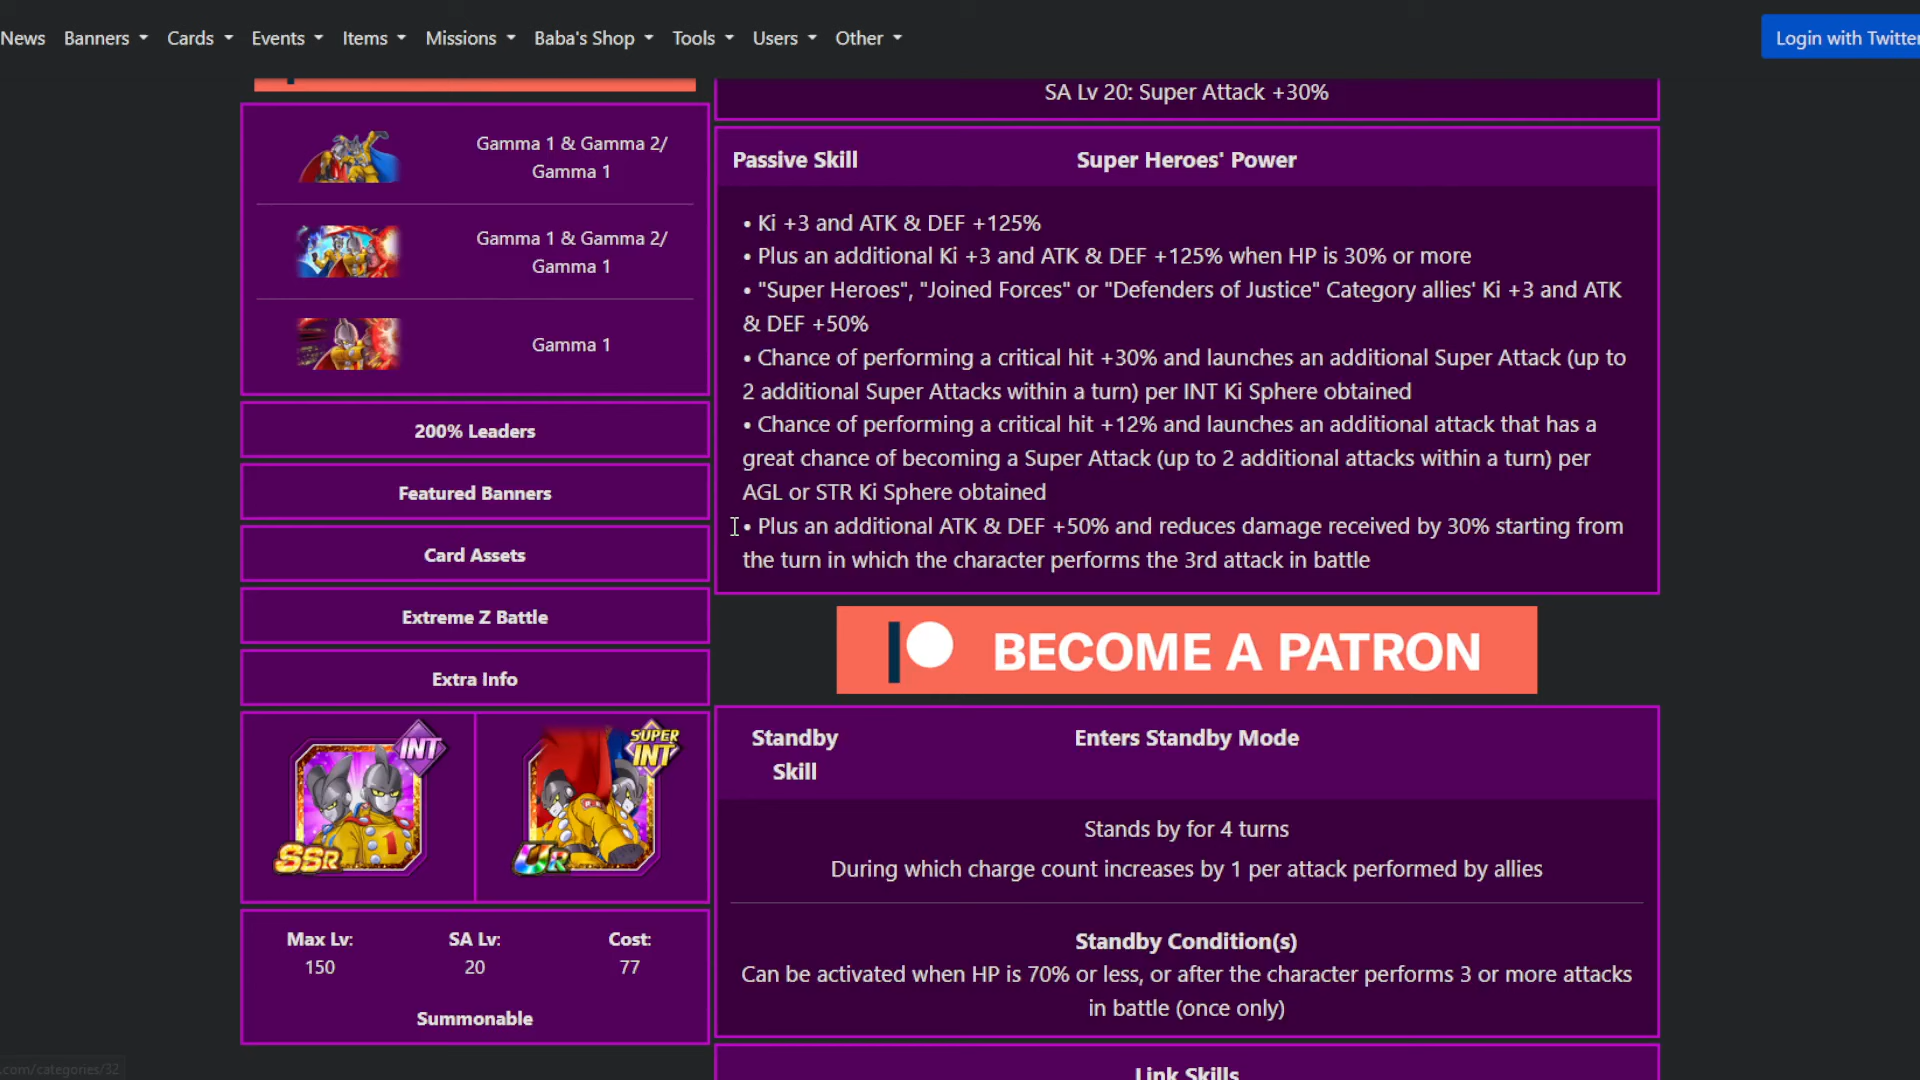 News Banners Cards Events Items Missions Baba's Shop Tools Users Other Login with Twitter
Gamma 1 & Gamma 2/
Gamma 1
Gamma 1 & Gamma 2/
Gamma 1
Gamma 1
200% Leaders
Featured Banners
Card Assets
Extreme Z Battle
Extra Info
INT
SSR
SUPER
INT
UR
Max Lv: SA Lv: Cost:
150 20 77
Summonable
SA Lv 20: Super Attack +30%
Passive Skill Super Heroes' Power
• Ki +3 and ATK & DEF +125%
• Plus an additional Ki +3 and ATK & DEF +125% when HP is 30% or more
• "Super Heroes", "Joined Forces" or "Defenders of Justice" Category allies' Ki +3 and ATK
& DEF +50%
• Chance of performing a critical hit +30% and launches an additional Super Attack (up to
2 additional Super Attacks within a turn) per INT Ki Sphere obtained
• Chance of performing a critical hit +12% and launches an additional attack that has a
great chance of becoming a Super Attack (up to 2 additional attacks within a turn) per
AGL or STR Ki Sphere obtained
• Plus an additional ATK & DEF +50% and reduces damage received by 30% starting from
the turn in which the character performs the 3rd attack in battle
BECOME A PATRON
Standby
Skill
Enters Standby Mode
Stands by for 4 turns
During which charge count increases by 1 per attack performed by allies
Standby Condition(s)
Can be activated when HP is 70% or less, or after the character performs 3 or more attacks
in battle (once only)
Link Skills
.com/categories/32